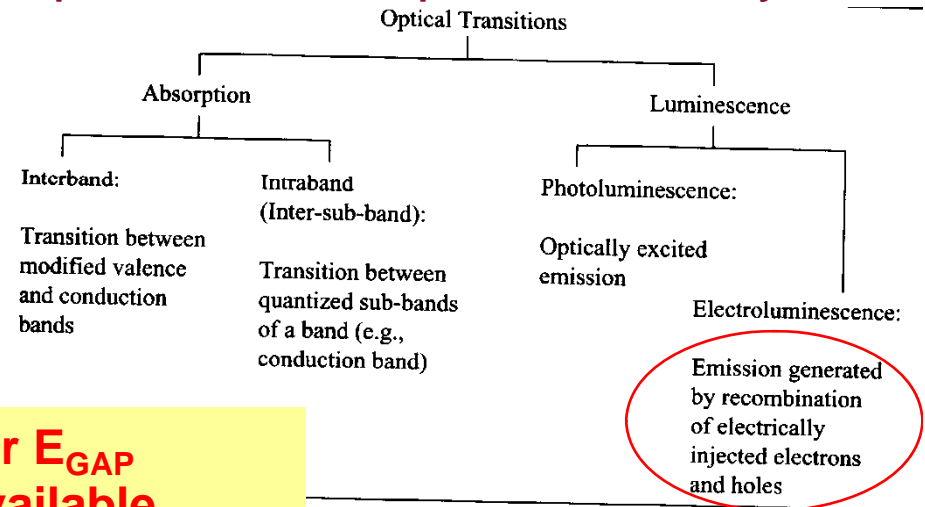 Optical Transitions
Absorption
Luminescence
Interband:
Transition between
modified valence
and conduction
bands
Intraband
(Inter-sub-band):
Transition between
quantized sub-bands
of a band (e.g.,
conduction band)
Photoluminescence:
Optically excited
emission
Electroluminescence:
Emission generated
by recombination
of electrically
injected electrons
and holes
r E_GAP
vailable